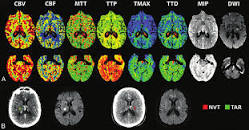 CBV CBF MTT TTP TMAX TTD MIP DWI
A
NVT TAR
B